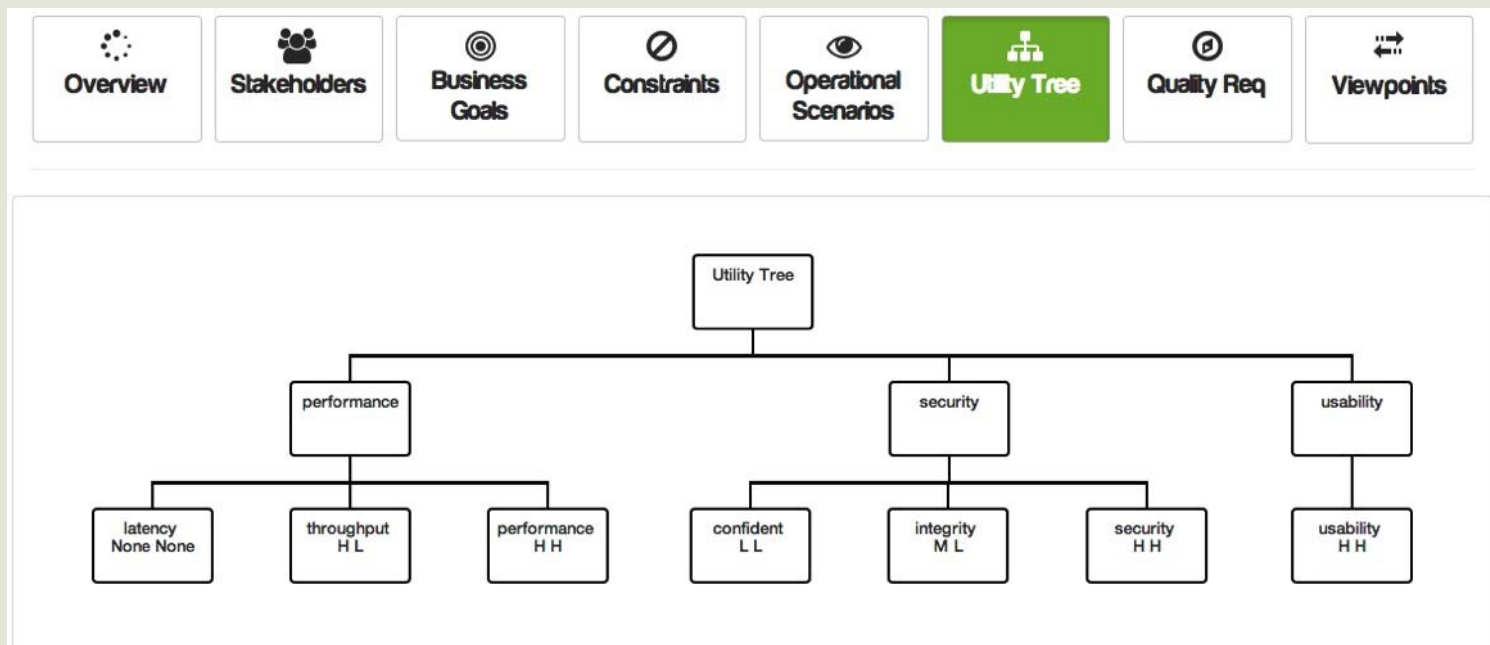 Overview
Stakeholders
Business
Goals
Constraints
Operational
Scenarios
Utility Tree
Quality Req
Viewpoints
Utility Tree
performance
security
usability
latency
None None
throughput
H L
performance
H H
confident
L L
integrity
M L
security
H H
usability
H H